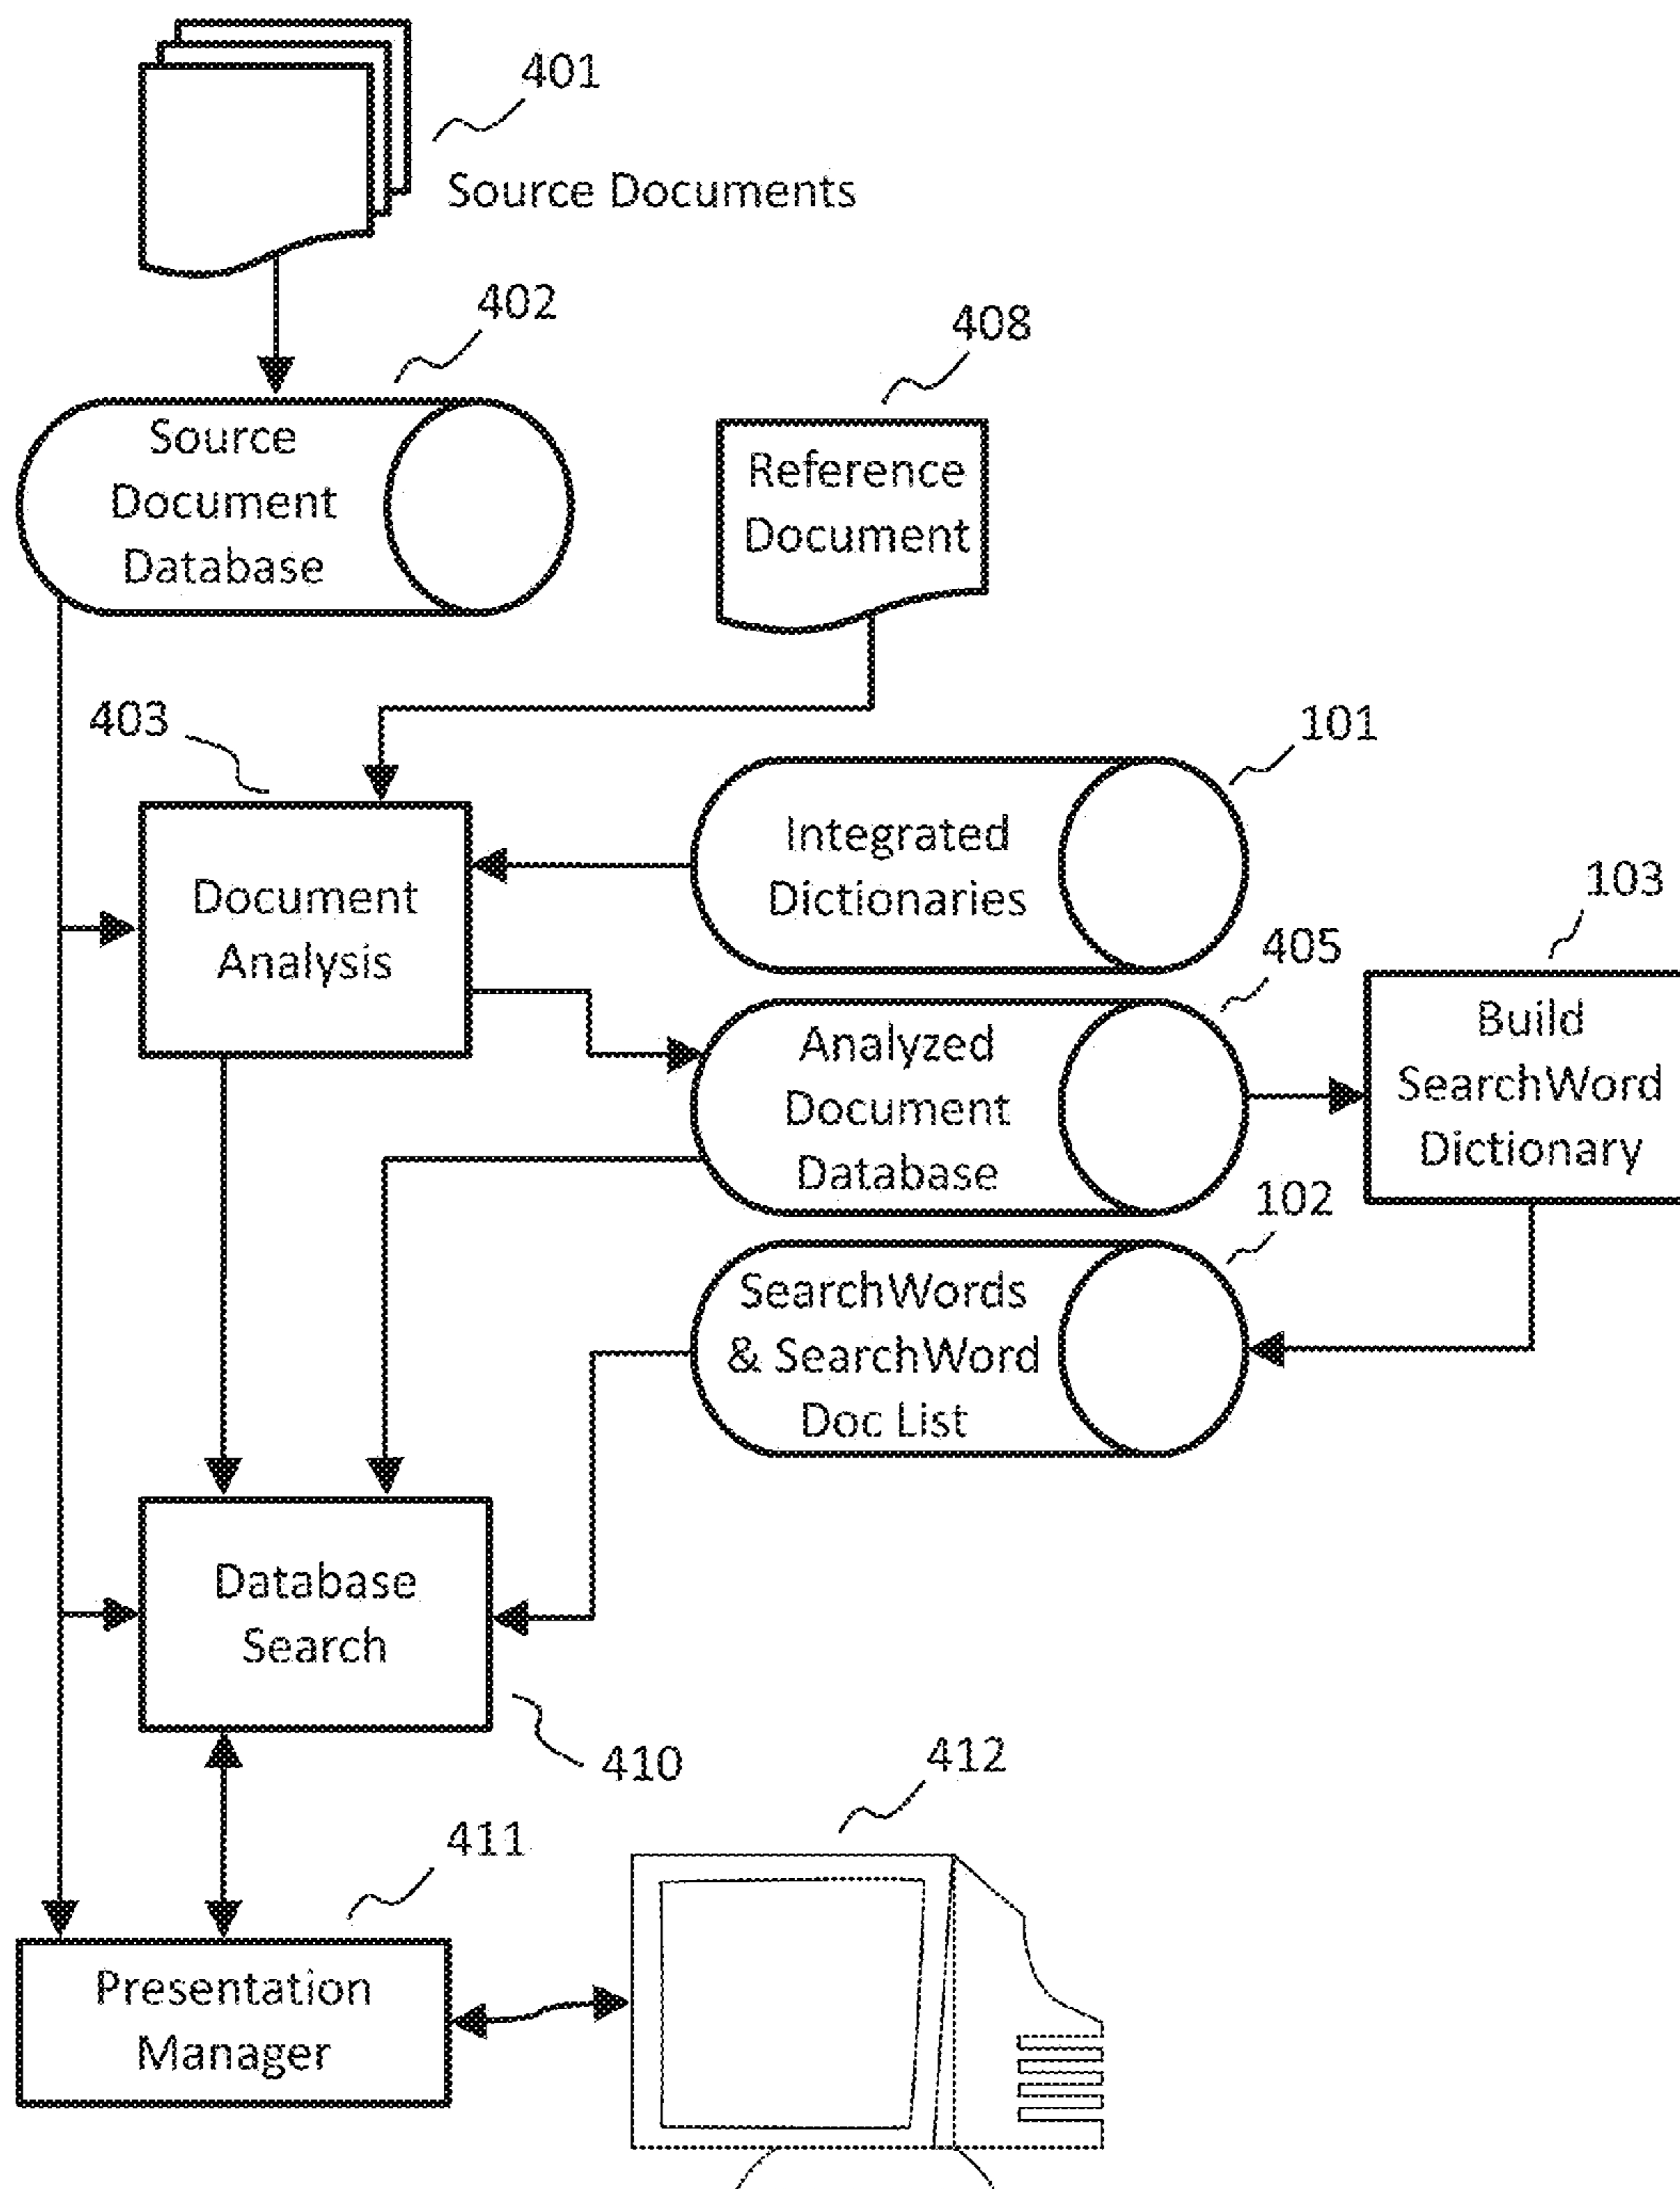 401
Source Documents
402
408
Source
Document
Database
Reference
Document
403
101
Integrated
Dictionaries
Document
Analysis
103
405
Analyzed
Document
Database
Build
SearchWord
Dictionary
102
SearchWords
& SearchWord
Doc List
Database
Search
410
412
411
Presentation
Manager